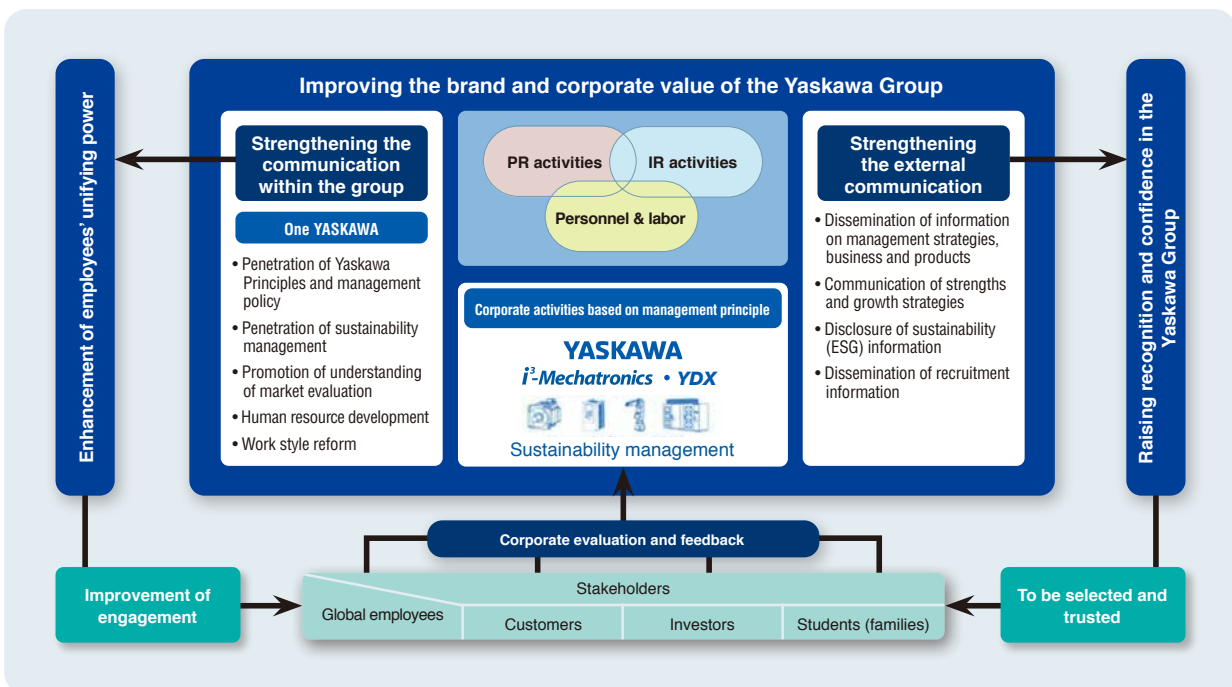 Improving the brand and corporate value of the Yaskawa Group
Enhancement of employees' unifying power
Strengthening the
communication
within the group
One YASKAWA
• Penetration of Yaskawa
Principles and management
policy
• Penetration of sustainability
management
• Promotion of understanding
of market evaluation
• Human resource development
• Work style reform
PR activities
IR activities
Personnel & labor
Corporate activities based on management principle
YASKAWA
i³-Mechatronics • YDX
Sustainability management
Strengthening
the external
communication
• Dissemination of information
on management strategies,
business and products
• Communication of strengths
and growth strategies
• Disclosure of sustainability
(ESG) information
• Dissemination of recruitment
information
Raising recognition and confidence in the
Yaskawa Group
Corporate evaluation and feedback
Improvement of
engagement
Stakeholders
Global employees
Customers
Investors
Students (families)
To be selected and
trusted